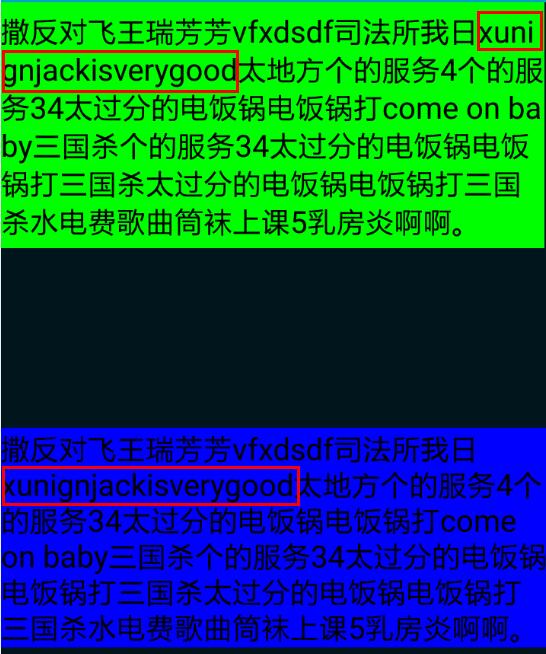 撒反对飞王瑞芳芳vfxdsdf司法所我日xuni
gnjackisverygood太地方个的服务4个的服
务34太过分的电饭锅电饭锅打come on ba
by三国杀个的服务34太过分的电饭锅电饭
锅打三国杀太过分的电饭锅电饭锅打三国
杀水电费歌曲筒袜上课5乳房炎啊啊。
撒反对飞王瑞芳芳vfxdsdf司法所我日
xunignjackisverygood太地方个的服务4个
的服务34太过分的电饭锅电饭锅打come
on baby三国杀个的服务34太过分的电饭锅
电饭锅打三国杀太过分的电饭锅电饭锅打
三国杀水电费歌曲筒袜上课5乳房炎啊啊。